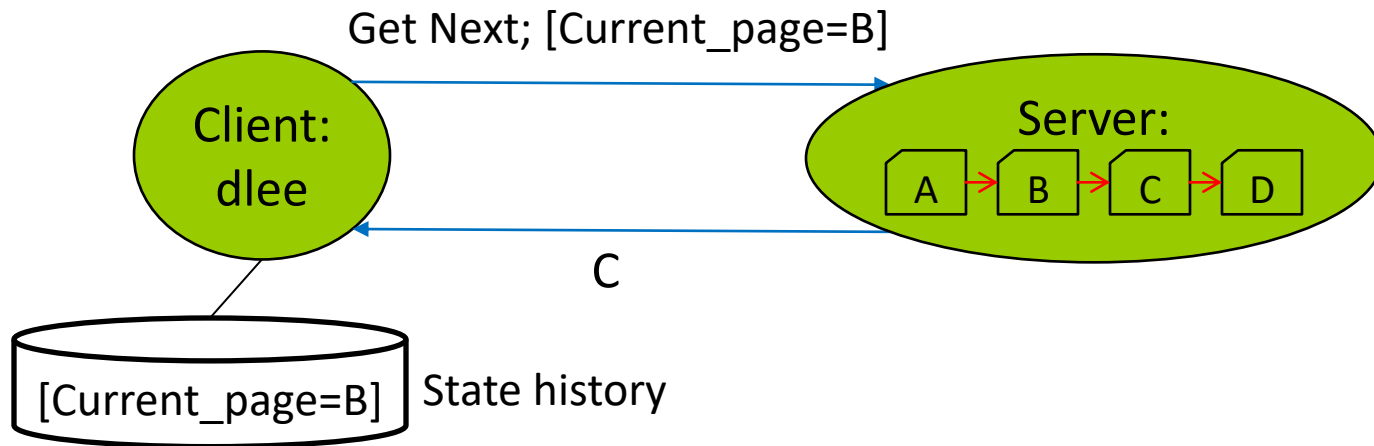 Get Next; [Current_page=B]
Client:
dlee
Server:
A
B
C
D
C
[Current_page=B]
State history